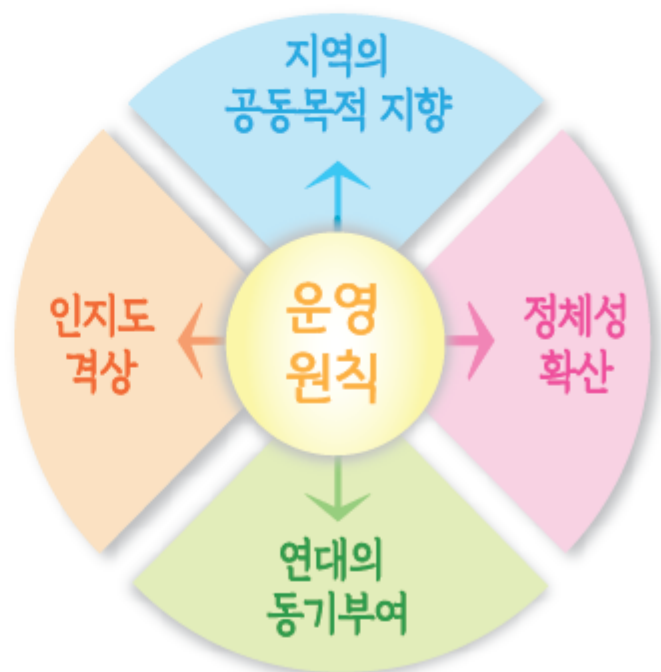 지역의
공동목적 지향
인지도
격상
운영
원칙
정체성
확산
연대의
동기부여